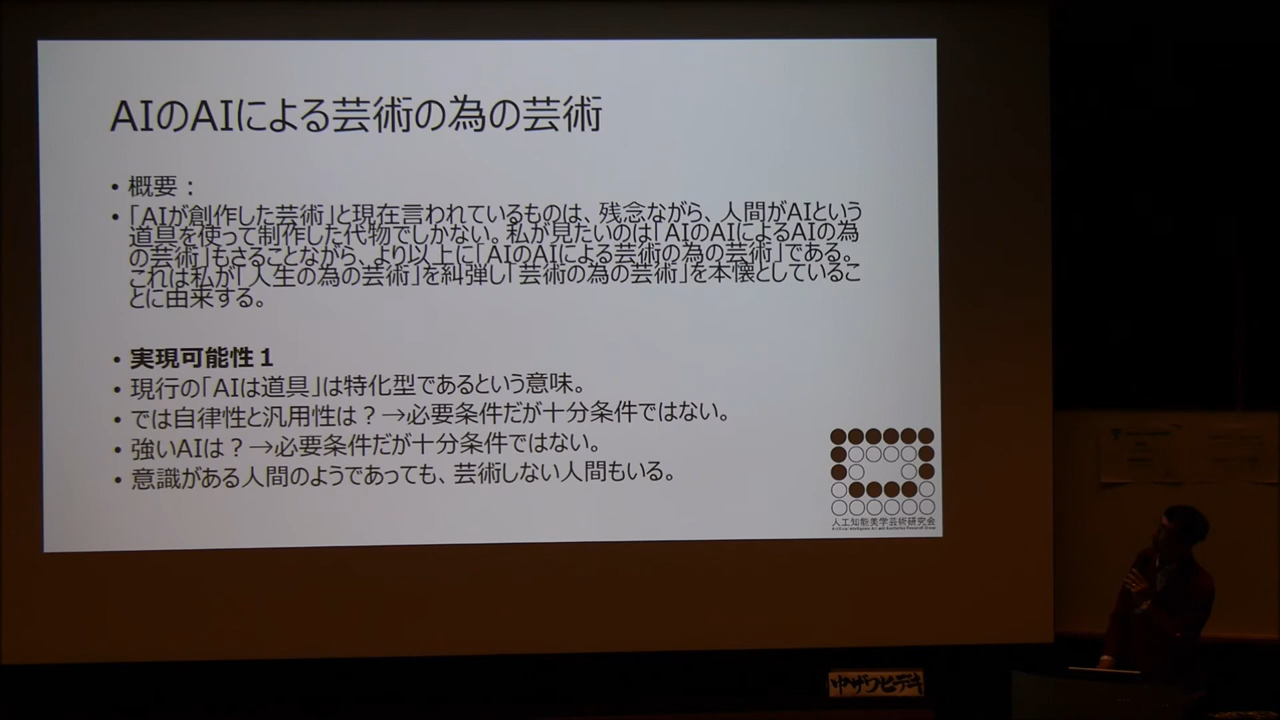 AIのAIによる芸術の為の芸術
• 概要：
• 「AIが創作した芸術」と現在言われているものは、残念ながら、人間がAIという
道具を使って制作した代物でしかない。私が見たいのは「AIのAIによるAIの為
の芸術」もさることながら、より以上に「AIのAIによる芸術の為の芸術」である。
これは私が「人生の為の芸術」を糾弾し「芸術の為の芸術」を本懐としているこ
とに由来する。
• 実現可能性１
• 現行の「AIは道具」は特化型であるという意味。
• では自律性と汎用性は？→必要条件だが十分条件ではない。
• 強いAIは？→必要条件だが十分条件ではない。
• 意識がある人間のようであっても、芸術しない人間もいる。
人工知能美学芸術研究会
Artificial Intelligence Art and Aesthetics Research Group
中ザワヒデキ